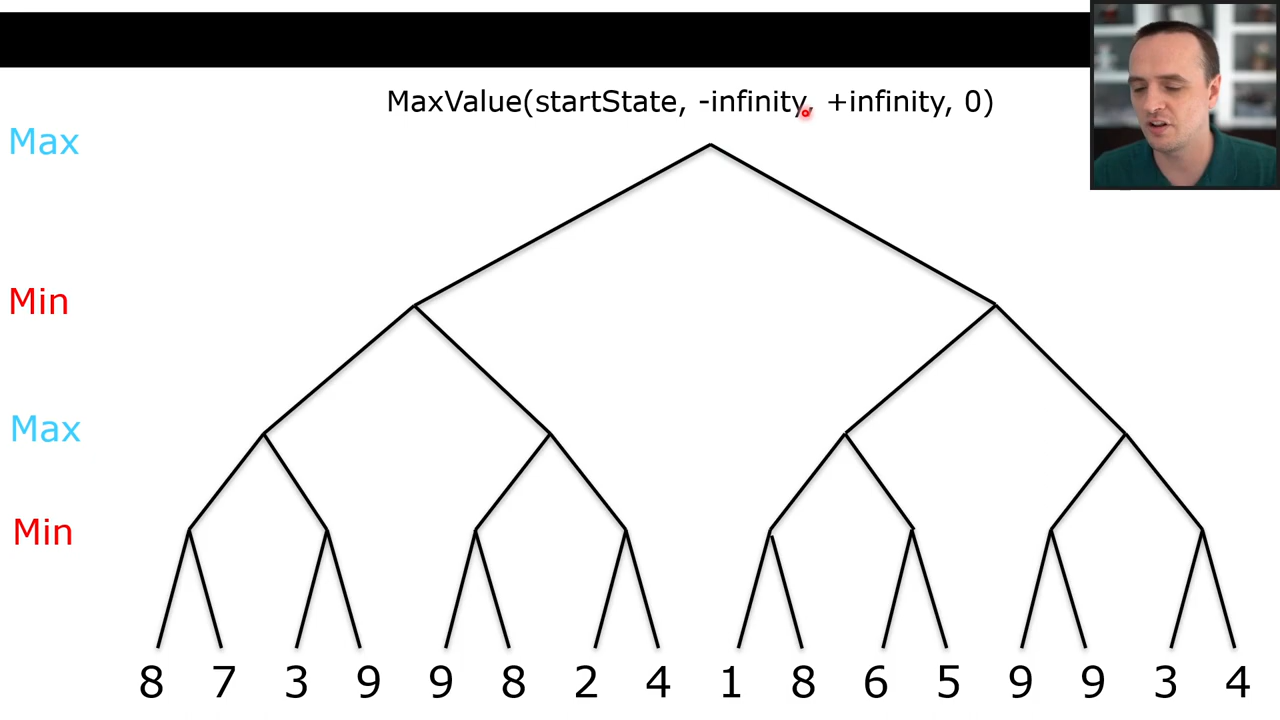 MaxValue(startState, -infinity, +infinity, 0)
Max
Min
Max
Min
8 7 3 9 9 8 2 4 1 8 6 5 9 9 3 4